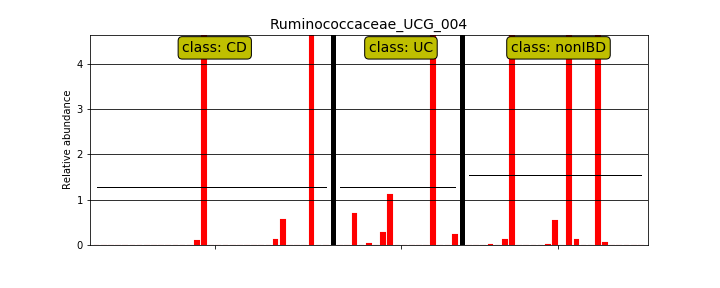 Ruminococcaceae_UCG_004
class: CD
class: UC
class: nonIBD
Relative abundance
4
3
2
1
0